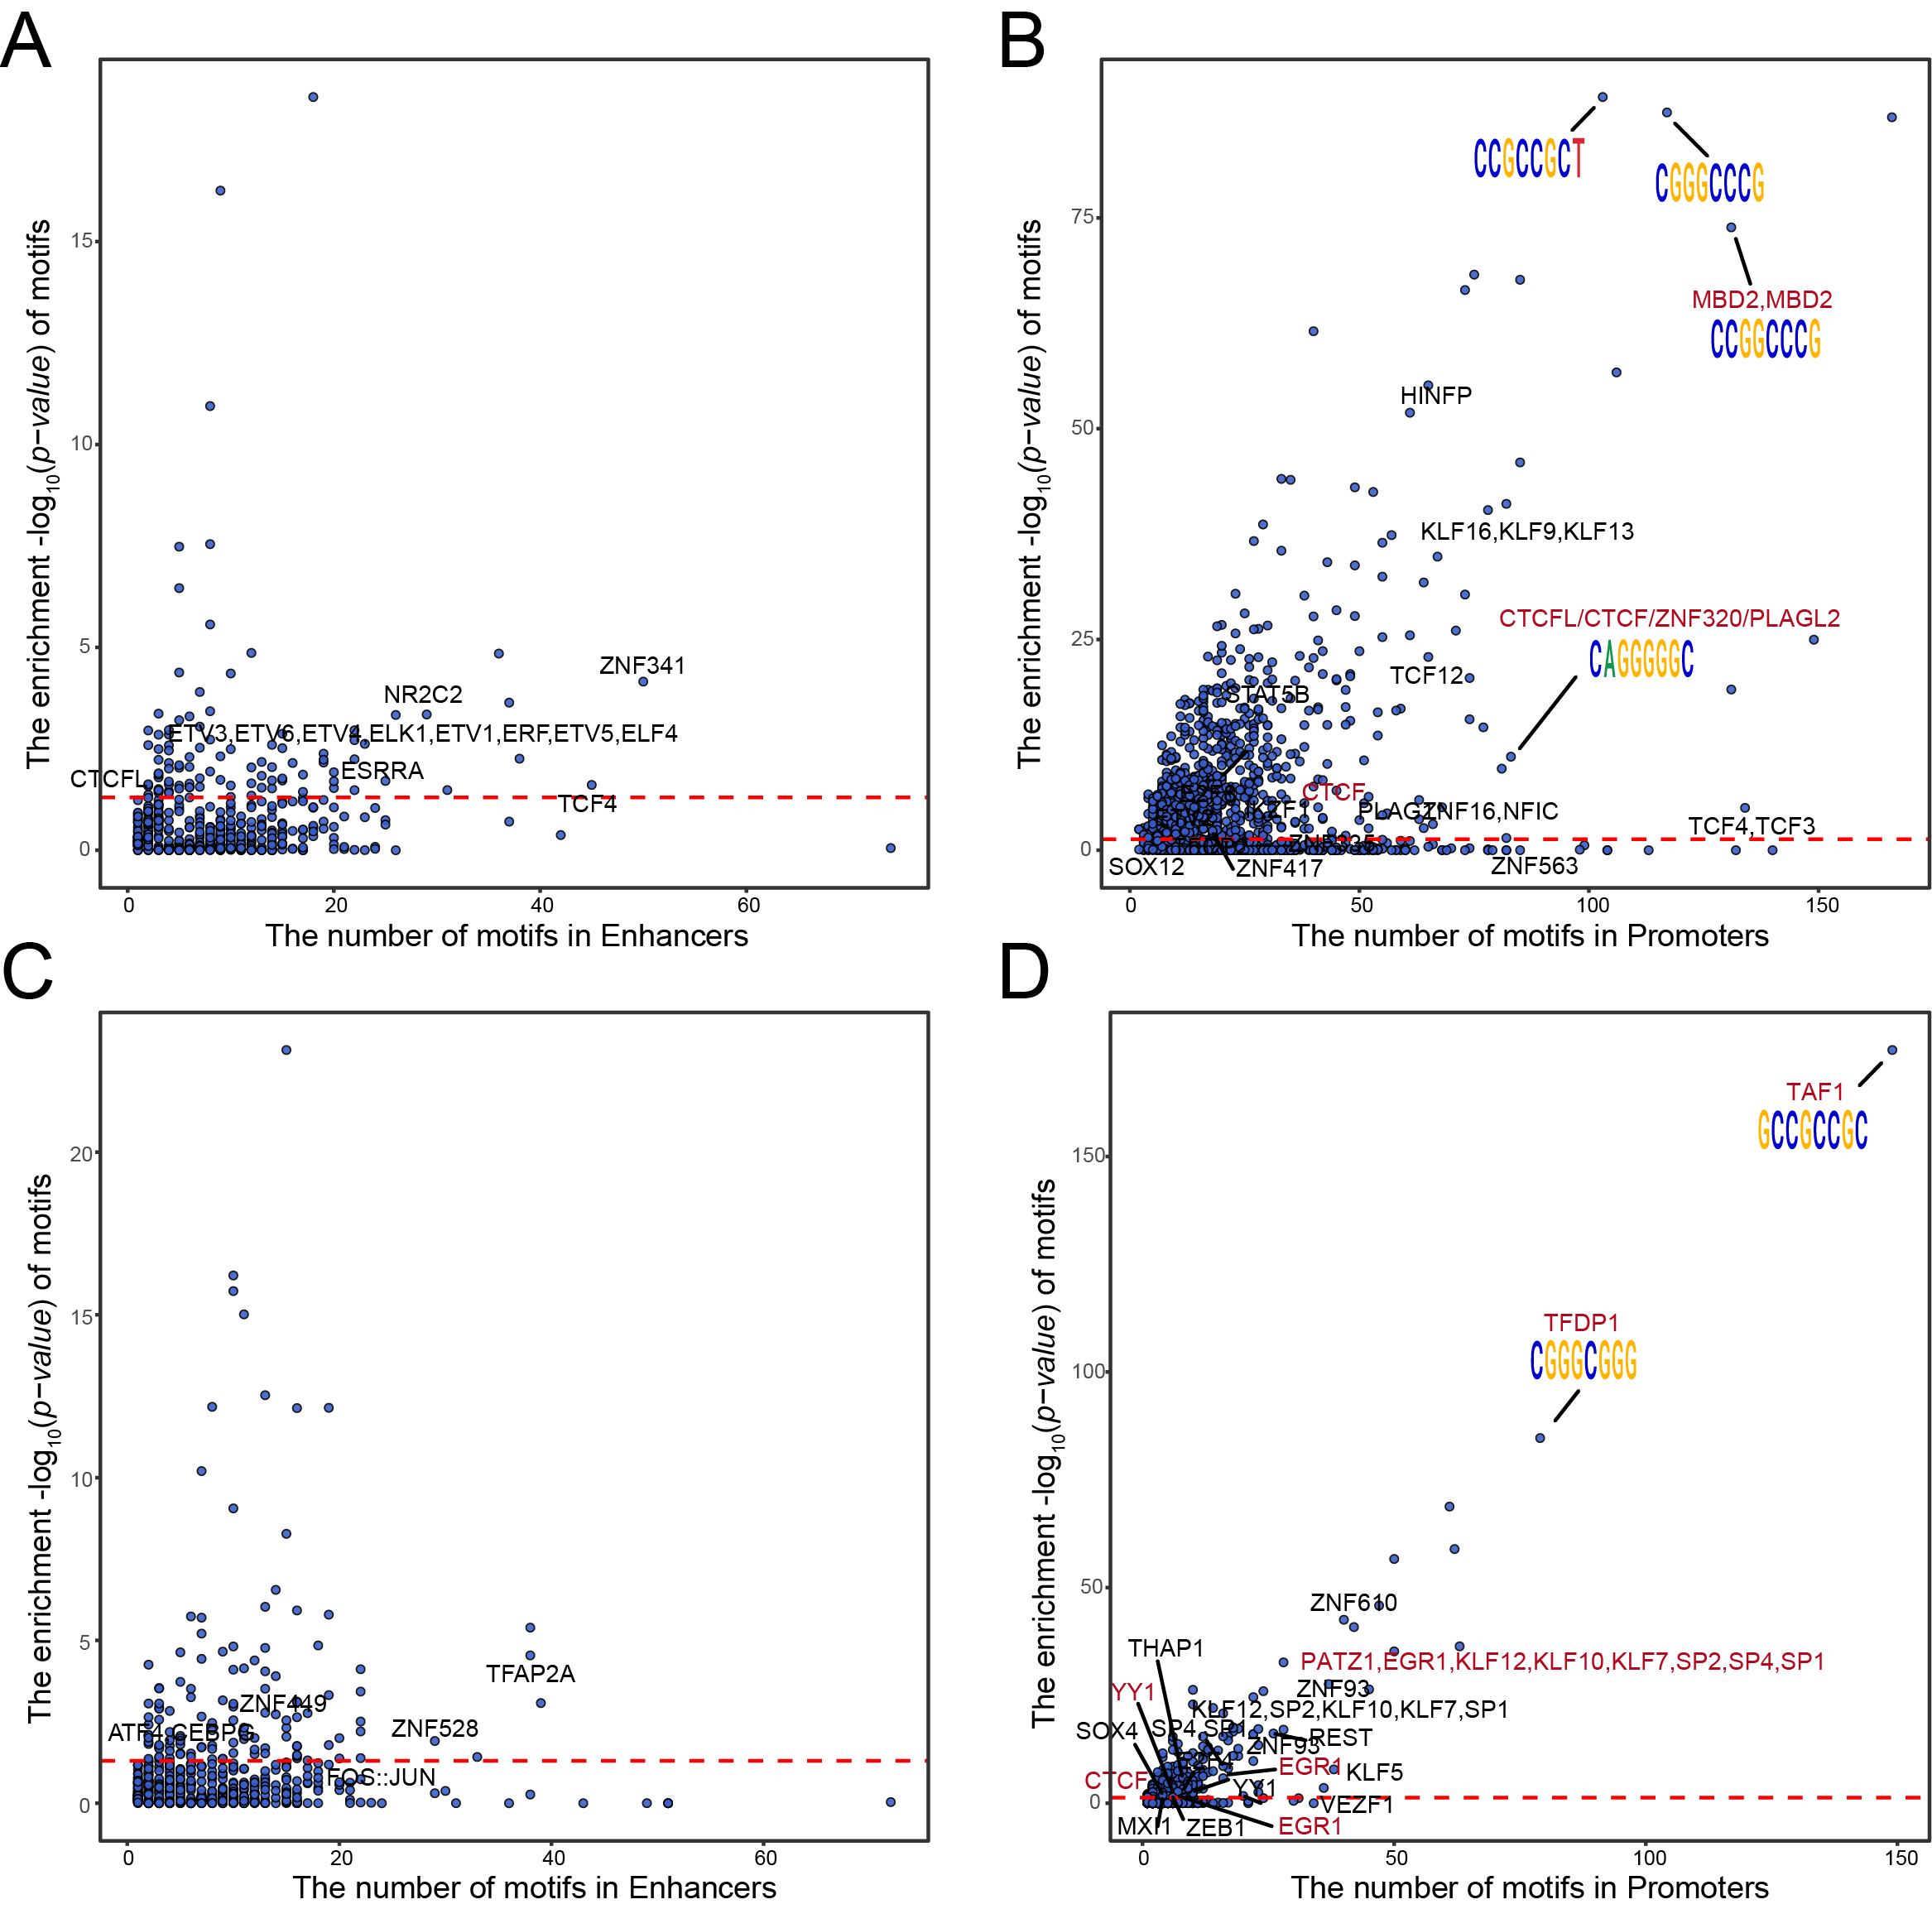 A
The enrichment -log10(p−value) of motifs
15
10
5
0
ZNF341
NR2C2
ETV3,ETV6,ETV4,ELK1,ETV1,ERF,ETV5,ELF4
CTCFL
ESRRA
TCF4
0 20 40 60
The number of motifs in Enhancers
B
The enrichment -log10(p−value) of motifs
75
50
25
0
CCGCCGCT
CGGGCCCG
MBD2,MBD2
CCGGCCCG
HINFP
KLF16,KLF9,KLF13
CTCFL/CTCF/ZNF320/PLAGL2
CAGGGGGC
TCF12
STAT5B
CTCF
IKZF1
ZNF16,NFIC
TCF4,TCF3
SOX12
ZNF417
ZNF563
0 50 100 150
The number of motifs in Promoters
C
The enrichment -log10(p−value) of motifs
20
15
10
5
0
TFAP2A
ZNF449
ATF4,CEBPG
ZNF528
FOS::JUN
0 20 40 60
The number of motifs in Enhancers
D
The enrichment -log10(p−value) of motifs
150
100
50
0
TAF1
GCCGCCGC
TFDP1
CGGGCGGG
ZNF610
THAP1
PATZ1,EGR1,KLF12,KLF10,KLF7,SP2,SP4,SP1
YY1
ZNF93
KLF12,SP2,KLF10,KLF7,SP1
SOX4
SP4,SP1
REST
ZNF93
EGR1
KLF5
CTCF
YY1
VEZF1
MXI1
ZEB1
EGR1
0 50 100 150
The number of motifs in Promoters